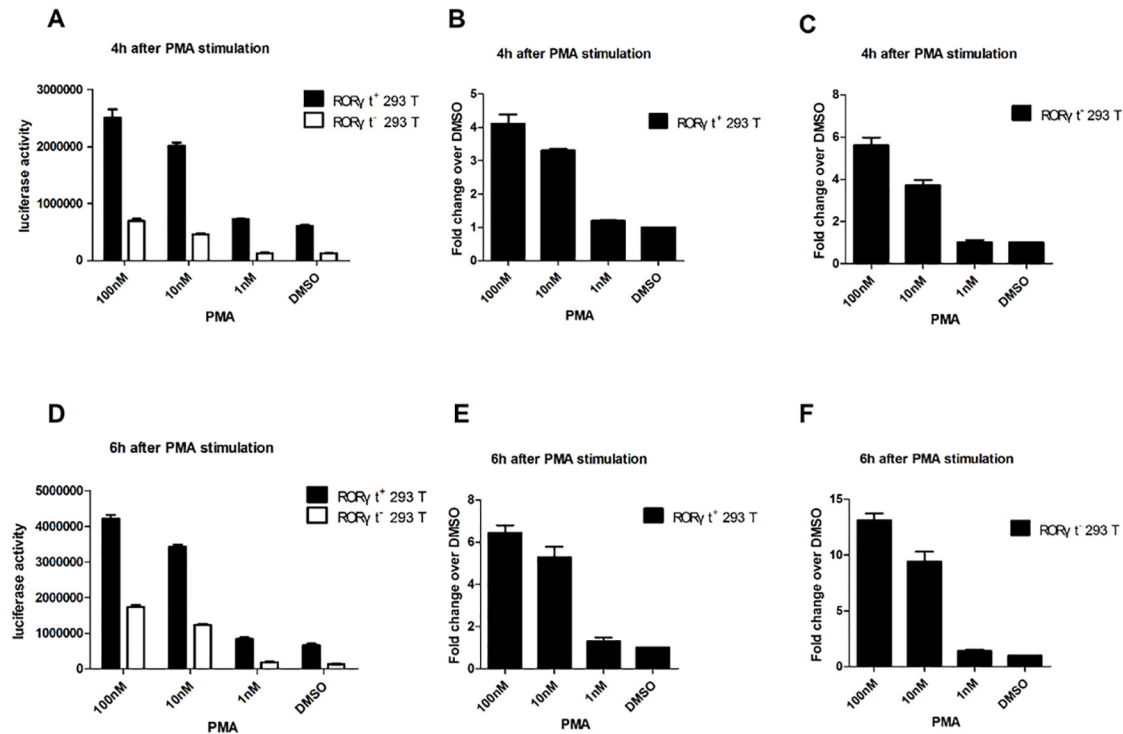 A
4h after PMA stimulation
luciferase activity
3000000
2000000
1000000
0
RORγ t⁺ 293 T
RORγ t⁻ 293 T
100nM
10nM
1nM
DMSO
PMA
B
4h after PMA stimulation
Fold change over DMSO
5
4
3
2
1
0
RORγ t⁺ 293 T
100nM
10nM
1nM
DMSO
PMA
C
4h after PMA stimulation
Fold change over DMSO
8
6
4
2
0
RORγ t⁻ 293 T
100nM
10nM
1nM
DMSO
PMA
D
6h after PMA stimulation
luciferase activity
5000000
4000000
3000000
2000000
1000000
0
RORγ t⁺ 293 T
RORγ t⁻ 293 T
100nM
10nM
1nM
DMSO
PMA
E
6h after PMA stimulation
Fold change over DMSO
8
6
4
2
0
RORγ t⁺ 293 T
100nM
10nM
1nM
DMSO
PMA
F
6h after PMA stimulation
Fold change over DMSO
15
10
5
0
RORγ t⁻ 293 T
100nM
10nM
1nM
DMSO
PMA